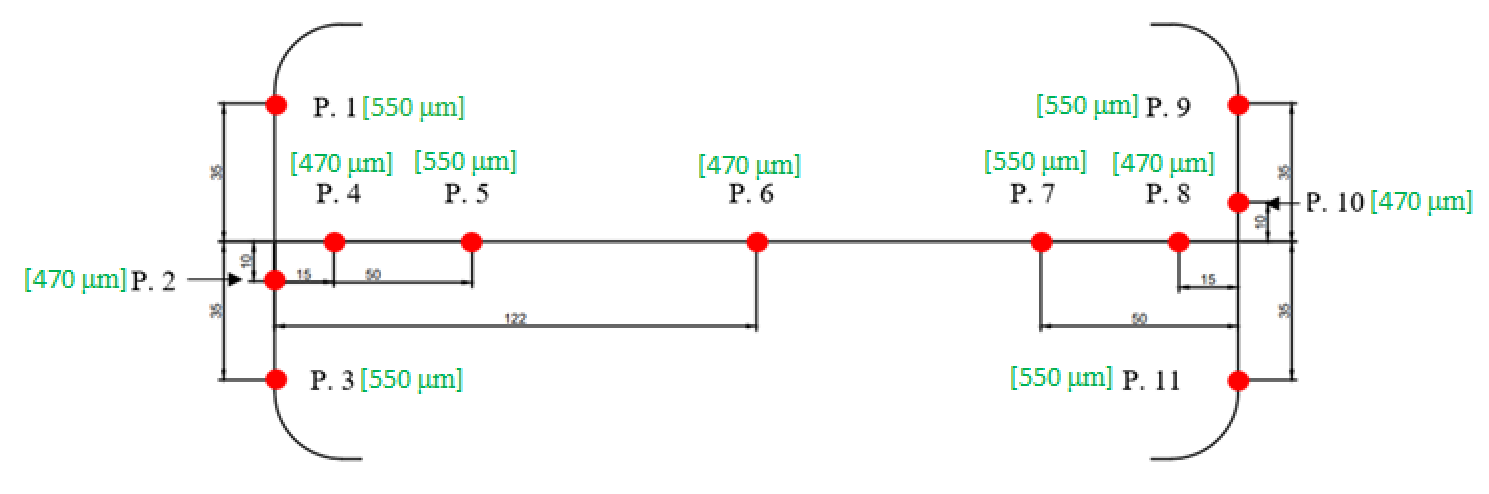 P. 1 [550 µm]
[550 µm] P. 9
[470 µm] [550 µm] [470 µm] [550 µm] [470 µm]
P. 4 P. 5 P. 6 P. 7 P. 8
35
35
P. 10 [470 µm]
10
[470 µm] P. 2
10
15
50
15
35
35
122
50
P. 3 [550 µm]
[550 µm] P. 11